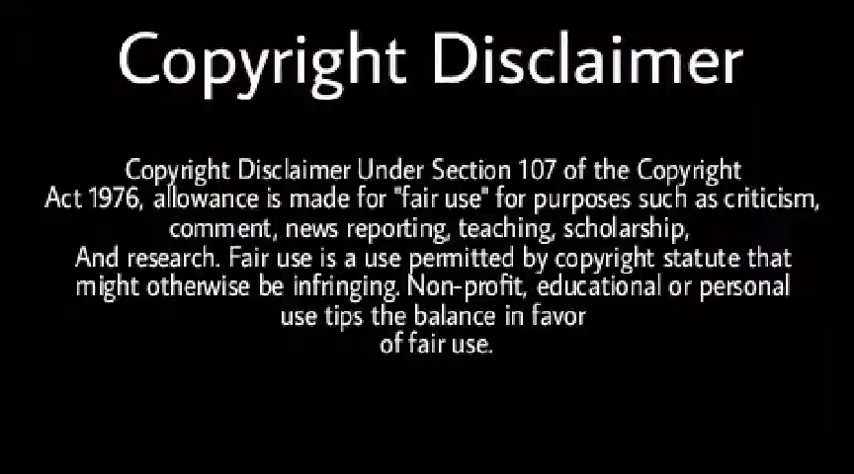 Copyright Disclaimer
Copyright Disclaimer Under Section 107 of the Copyright
Act 1976, allowance is made for "fair use" for purposes such as criticism,
comment, news reporting, teaching, scholarship,
And research. Fair use is a use permitted by copyright statute that
might otherwise be infringing. Non-profit, educational or personal
use tips the balance in favor
of fair use.